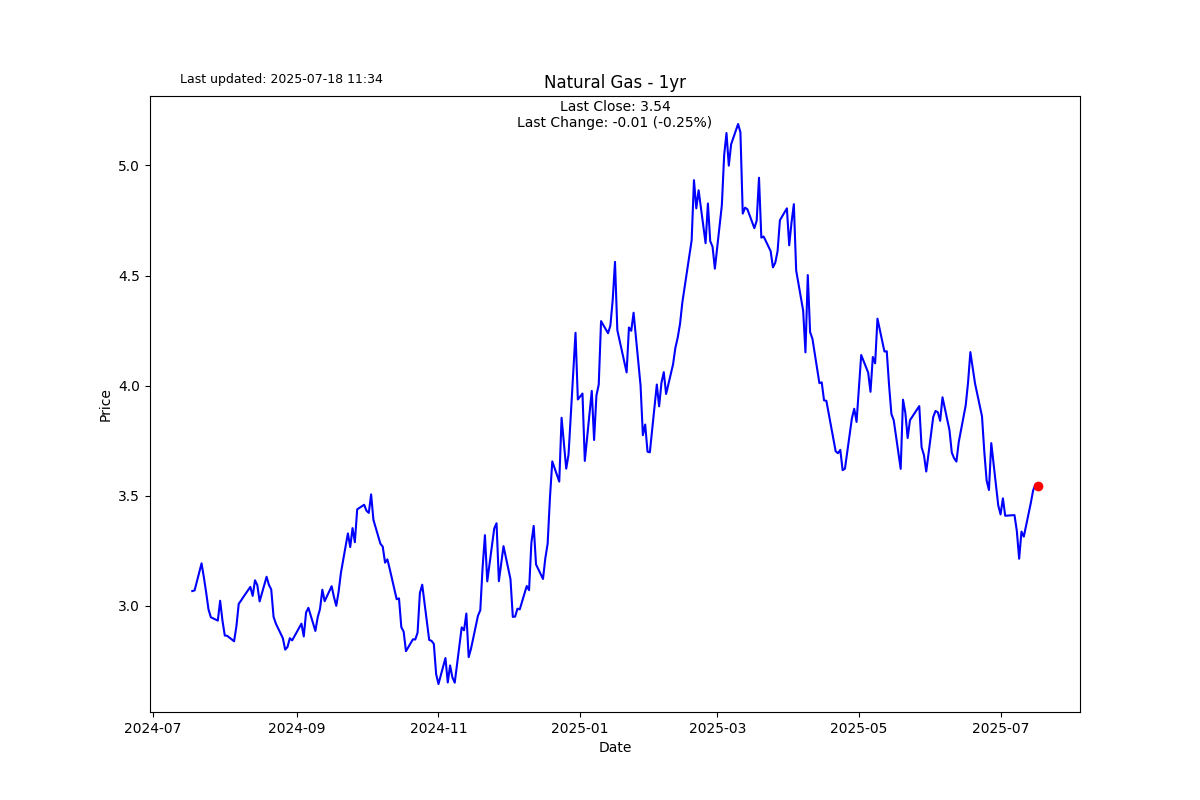 Last updated: 2025-07-18 11:34
Natural Gas - 1yr
Last Close: 3.54
Last Change: -0.01 (-0.25%)
Price
5.0
4.5
4.0
3.5
3.0
2024-07
2024-09
2024-11
2025-01
2025-03
2025-05
2025-07
Date